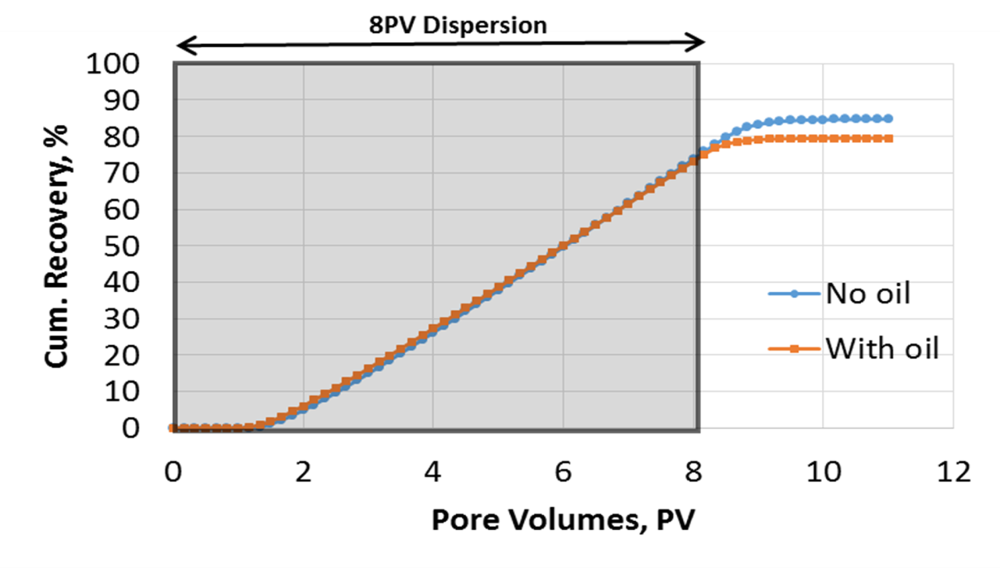 8PV Dispersion
100
90
80
70
60
50
40
30
20
10
0
Cum. Recovery, %
No oil
With oil
0 2 4 6 8 10 12
Pore Volumes, PV